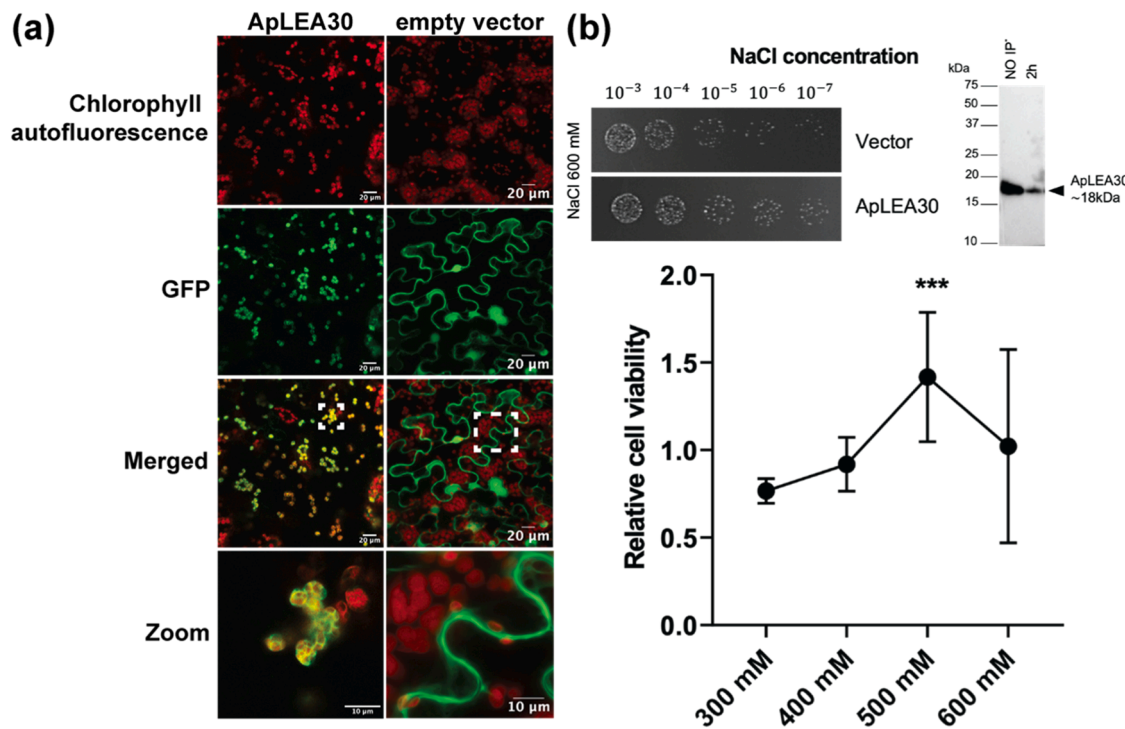 (a)
ApLEA30 empty vector
Chlorophyll
autofluorescence
20 µm 20 µm
GFP
20 µm 20 µm
Merged
20 µm 20 µm
Zoom
10 µm 10 µm
(b)
NaCl concentration
10⁻³ 10⁻⁴ 10⁻⁵ 10⁻⁶ 10⁻⁷
NaCl 600 mM
Vector
ApLEA30
kDa
NO IP'
2h
75
50
37
25
20
15
10
ApLEA30
~18kDa
Relative cell viability
2.0
1.5
1.0
0.5
0.0
***
300 mM
400 mM
500 mM
600 mM